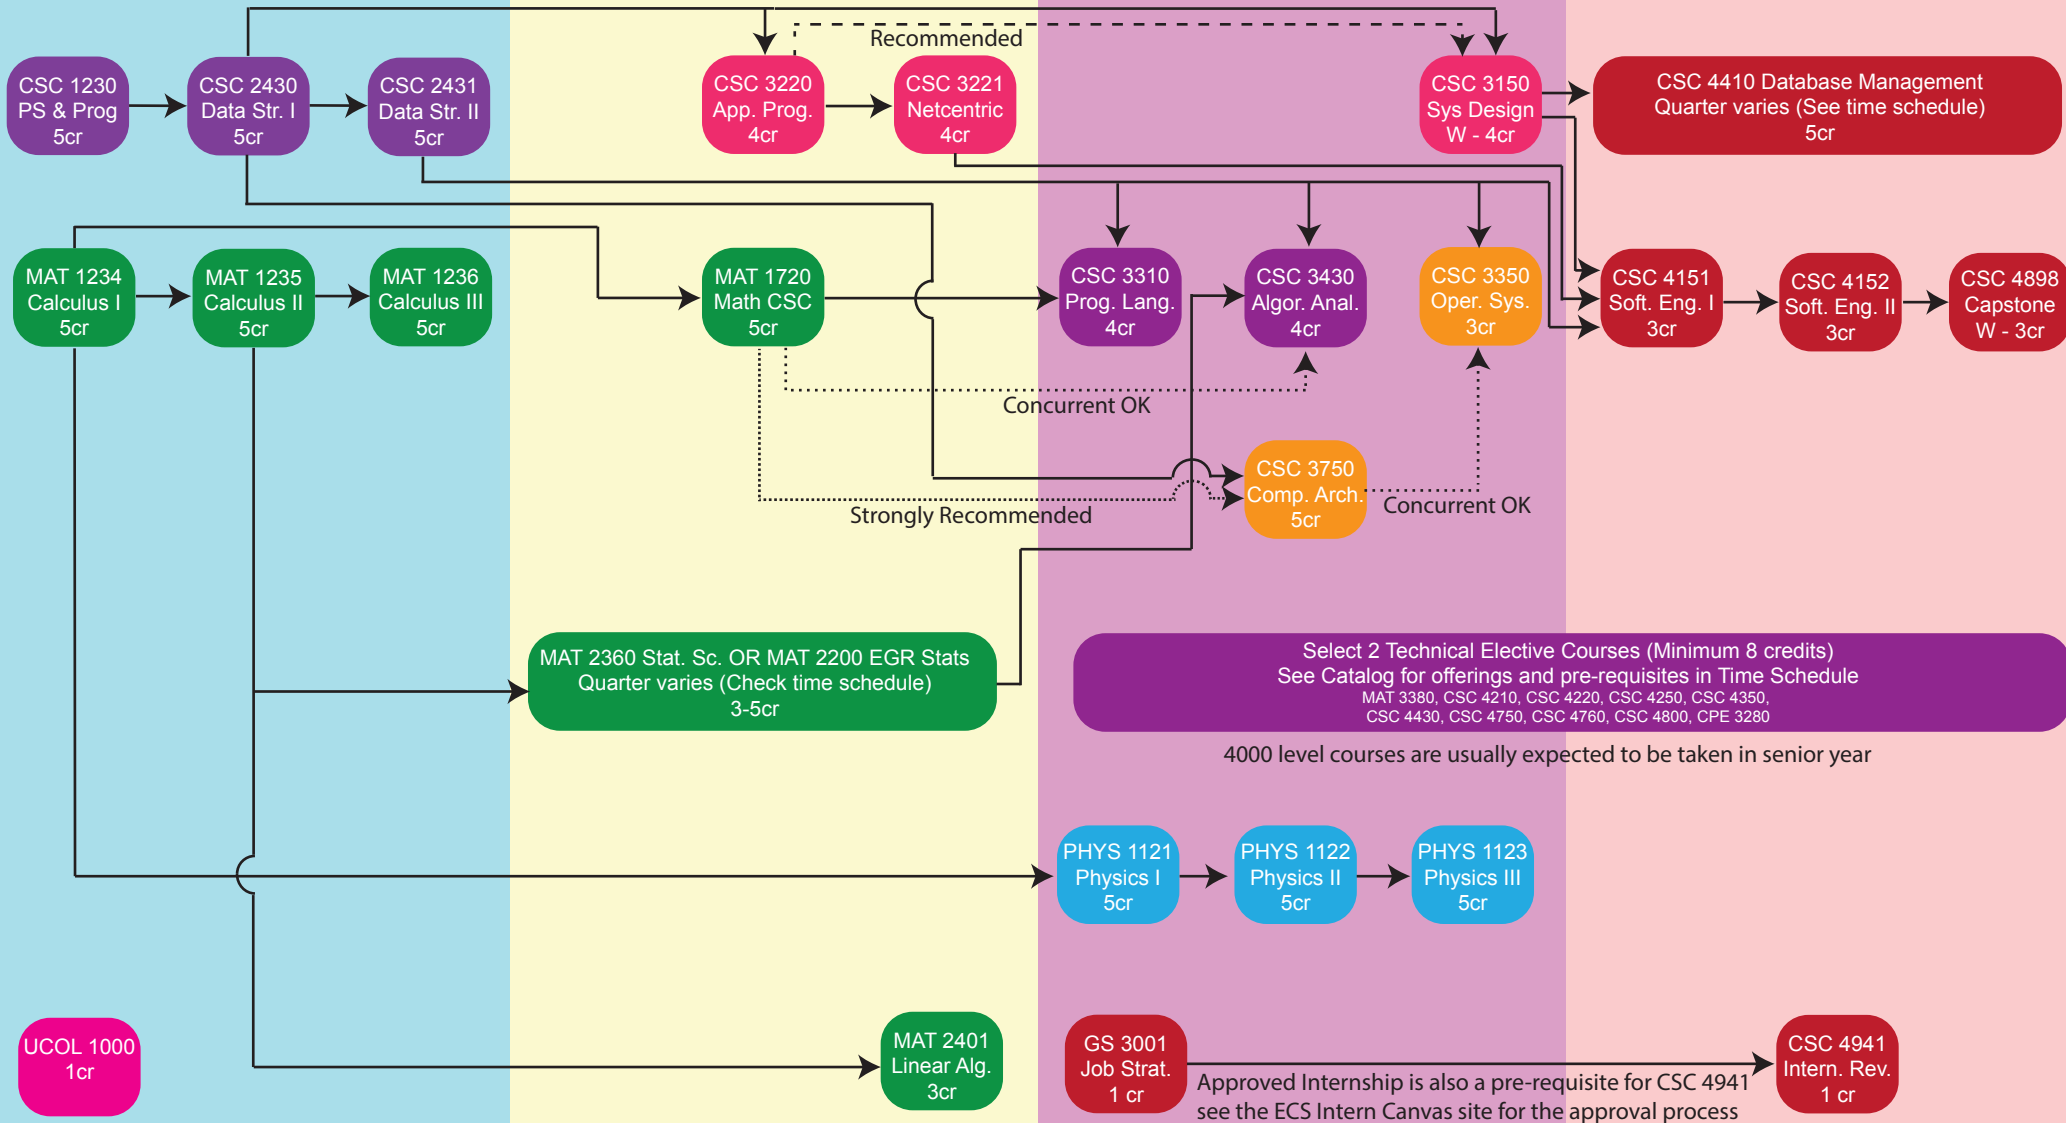 Recommended
CSC 1230
PS & Prog
5cr
CSC 2430
Data Str. I
5cr
CSC 2431
Data Str. II
5cr
CSC 3220
App. Prog.
4cr
CSC 3221
Netcentric
4cr
CSC 3150
Sys Design
W - 4cr
CSC 4410 Database Management
Quarter varies (See time schedule)
5cr
MAT 1234
Calculus I
5cr
MAT 1235
Calculus II
5cr
MAT 1236
Calculus III
5cr
MAT 1720
Math CSC
5cr
CSC 3310
Prog. Lang.
4cr
CSC 3430
Algor. Anal.
4cr
CSC 3350
Oper. Sys.
3cr
CSC 4151
Soft. Eng. I
3cr
CSC 4152
Soft. Eng. II
3cr
CSC 4898
Capstone
W - 3cr
Concurrent OK
CSC 3750
Comp. Arch.
5cr
Strongly Recommended
Concurrent OK
MAT 2360 Stat. Sc. OR MAT 2200 EGR Stats
Quarter varies (Check time schedule)
3-5cr
Select 2 Technical Elective Courses (Minimum 8 credits)
See Catalog for offerings and pre-requisites in Time Schedule
MAT 3380, CSC 4210, CSC 4220, CSC 4250, CSC 4350,
CSC 4430, CSC 4750, CSC 4760, CSC 4800, CPE 3280
4000 level courses are usually expected to be taken in senior year
PHYS 1121
Physics I
5cr
PHYS 1122
Physics II
5cr
PHYS 1123
Physics III
5cr
UCOL 1000
1cr
MAT 2401
Linear Alg.
3cr
GS 3001
Job Strat.
1 cr
Approved Internship is also a pre-requisite for CSC 4941
see the ECS Intern Canvas site for the approval process
CSC 4941
Intern. Rev.
1 cr